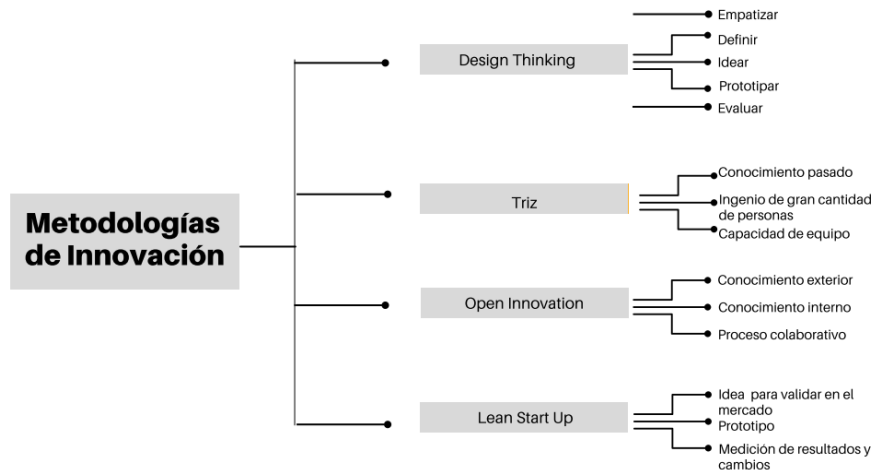 Metodologías
de Innovación
Design Thinking
Empatizar
Definir
Idear
Prototipar
Evaluar
Triz
Conocimiento pasado
Ingenio de gran cantidad
de personas
Capacidad de equipo
Open Innovation
Conocimiento exterior
Conocimiento interno
Proceso colaborativo
Lean Start Up
Idea para validar en el
mercado
Prototipo
Medición de resultados y
cambios